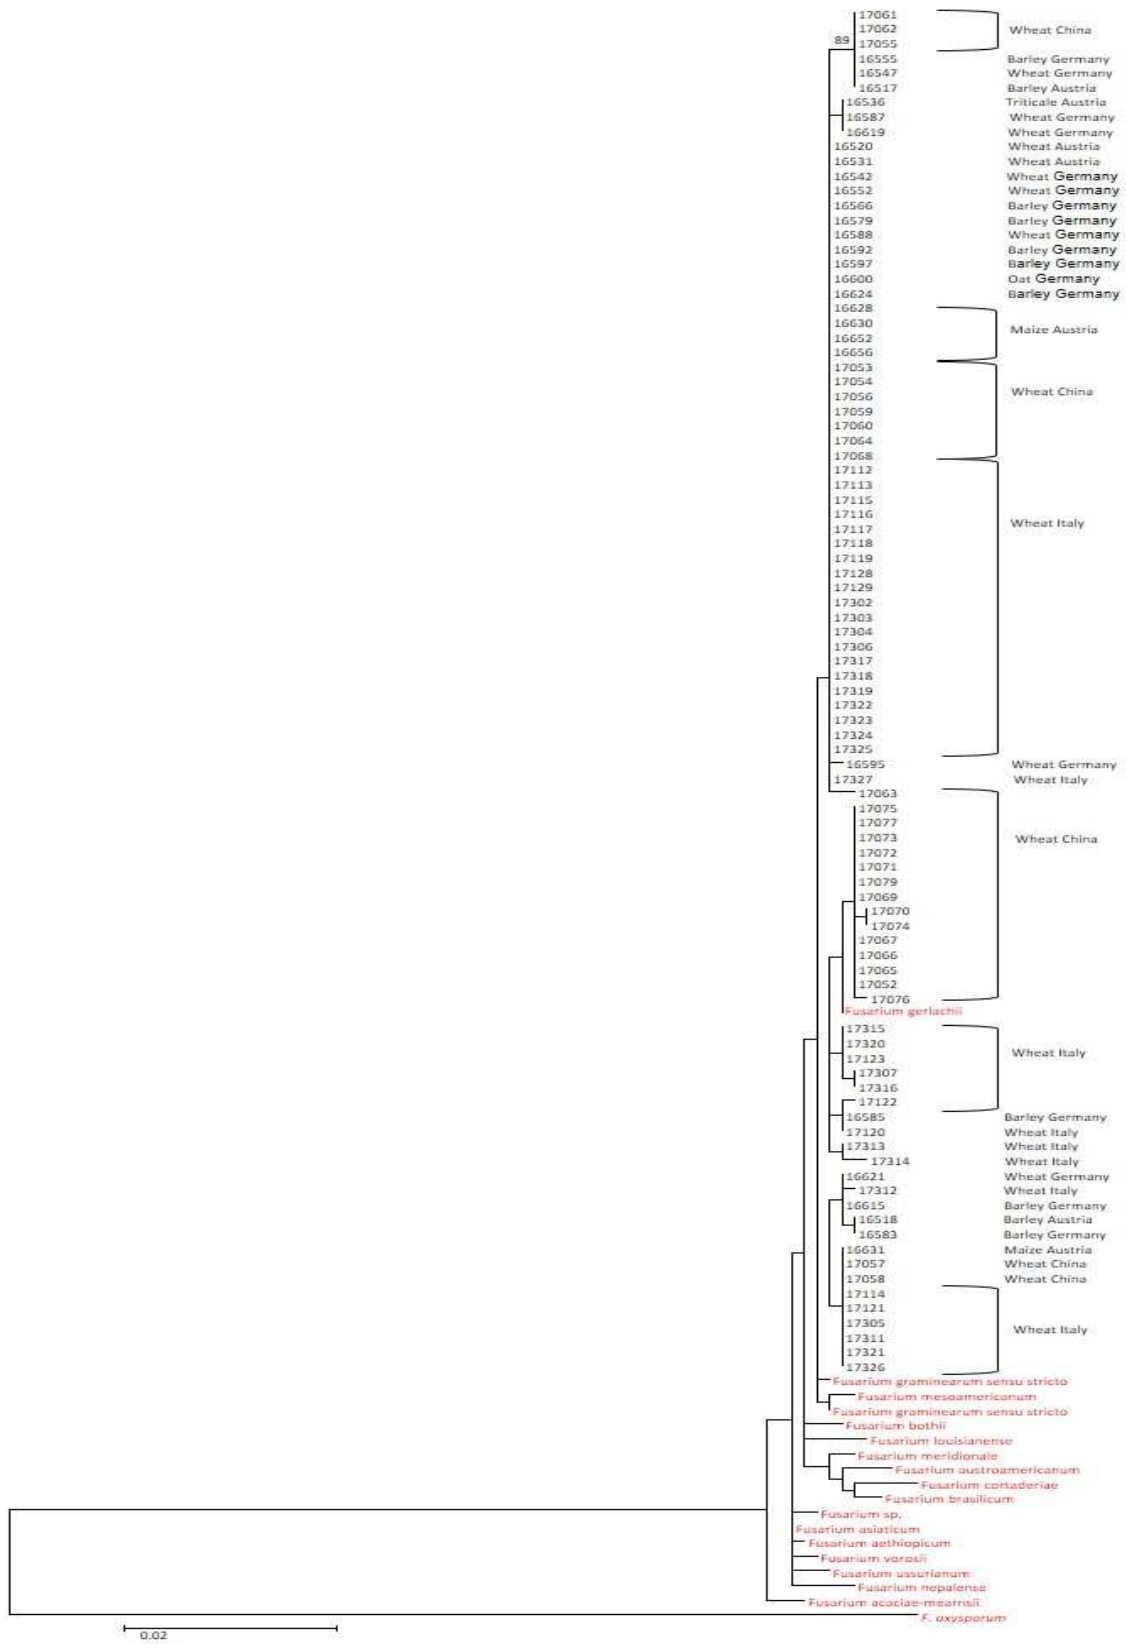 17061
17062 Wheat China
89
17055
16555 Barley Germany
16547 Wheat Germany
16517 Barley Austria
16536 Triticale Austria
16587 Wheat Germany
16619 Wheat Germany
16520 Wheat Austria
16531 Wheat Austria
16542 Wheat Germany
16552 Wheat Germany
16566 Barley Germany
16579 Barley Germany
16588 Wheat Germany
16592 Barley Germany
16597 Barley Germany
16600 Oat Germany
16624 Barley Germany
16628
16630 Maize Austria
16652
16656
17053
17054 Wheat China
17056
17059
17060
17064
17068
17112
17113
17115
17116 Wheat Italy
17117
17118
17119
17128
17129
17302
17303
17304
17306
17317
17318
17319
17322
17323
17324
17325
16595 Wheat Germany
17327 Wheat Italy
17063
17075
17077
17073 Wheat China
17072
17071
17079
17069
17070
17074
17067
17066
17065
17052
17076
Fusarium gerlachii
17315
17320
17123 Wheat Italy
17307
17316
17122
16585 Barley Germany
17120 Wheat Italy
17313 Wheat Italy
17314 Wheat Italy
16621 Wheat Germany
17312 Wheat Italy
16615 Barley Germany
16518 Barley Austria
16583 Barley Germany
16631 Maize Austria
17057 Wheat China
17058 Wheat China
17114
17121
17305 Wheat Italy
17311
17321
17326
Fusarium graminearum sensu stricto
Fusarium mesoamericanum
Fusarium graminearum sensu stricto
Fusarium bothii
Fusarium louisianense
Fusarium meridionale
Fusarium austroamericanum
Fusarium cortaderiae
Fusarium brasilicum
Fusarium sp.
Fusarium asiaticum
Fusarium aethiopicum
Fusarium vorosii
Fusarium ussurianum
Fusarium nepalense
Fusarium acaciae-mearnsii
F. oxysporum
0.02